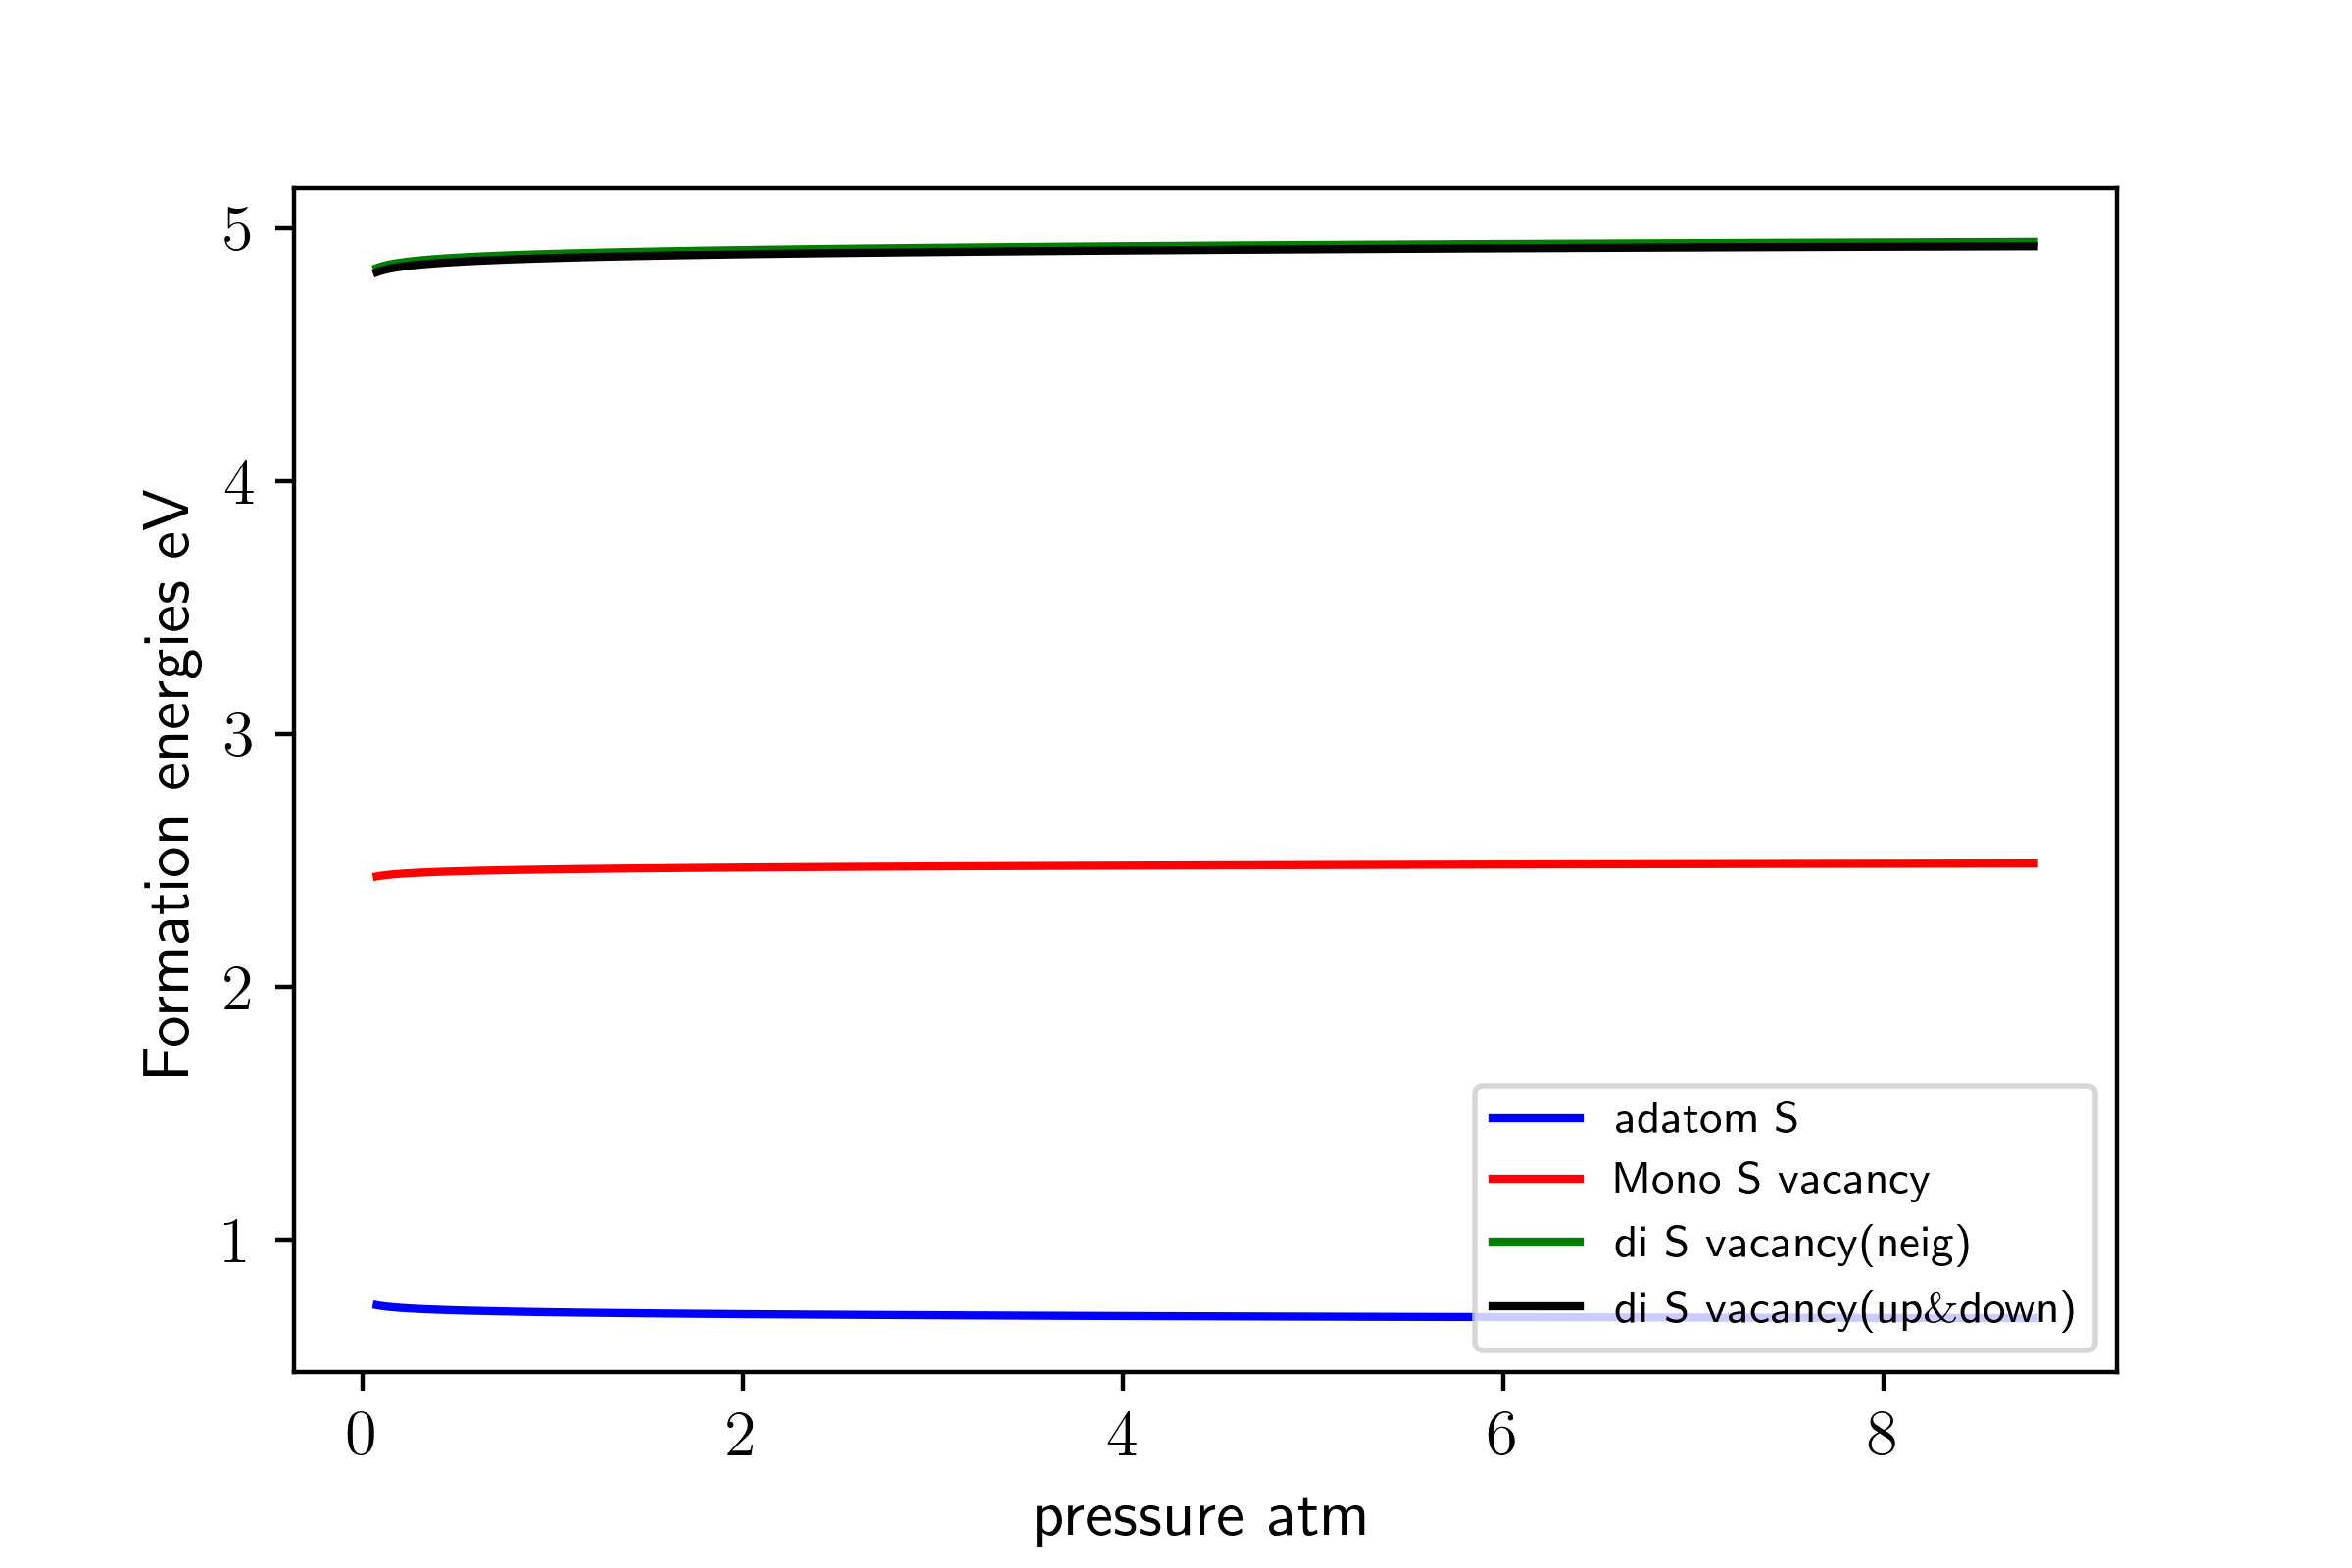 5
4
3
2
1
Formation energies eV
adatom S
Mono S vacancy
di S vacancy(neig)
di S vacancy(up&down)
0 2 4 6 8
pressure atm